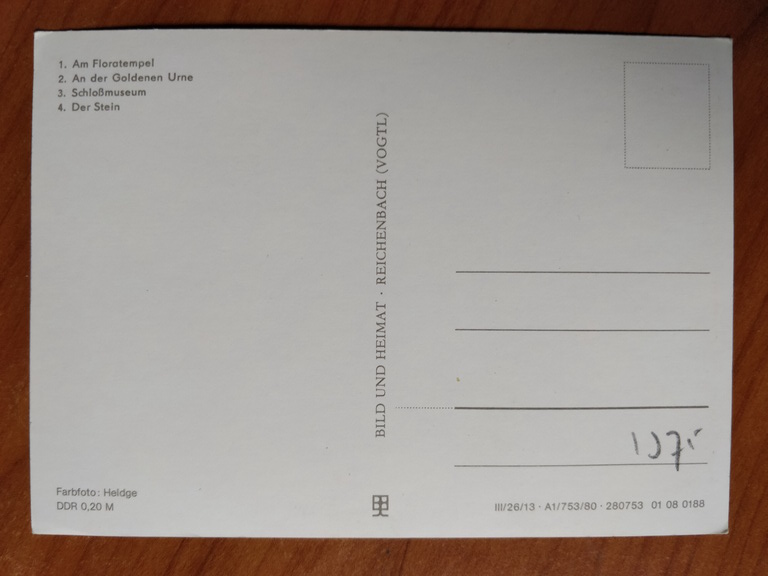 1. Am Floratempel
2. An der Goldenen Urne
3. Schloßmuseum
4. Der Stein
BILD UND HEIMAT · REICHENBACH (VOGTL)
Farbfoto: Heldge
DDR 0,20 M
III/26/13 · A1/753/80 · 280753 01 08 0188